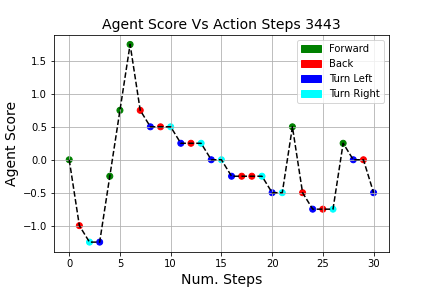 Agent Score Vs Action Steps 3443
Forward
Back
Turn Left
Turn Right
1.5
1.0
0.5
0.0
−0.5
−1.0
Agent Score
0 5 10 15 20 25 30
Num. Steps